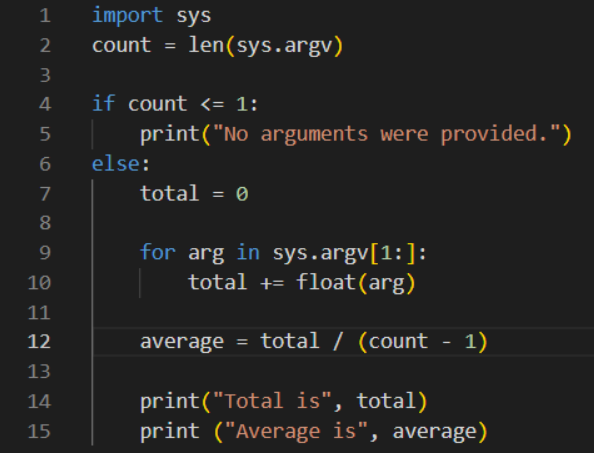 1 import sys
2 count = len(sys.argv)
3
4 if count <= 1:
5     print("No arguments were provided.")
6 else:
7     total = 0
8
9     for arg in sys.argv[1:]:
10         total += float(arg)
11
12     average = total / (count - 1)
13
14     print("Total is", total)
15     print ("Average is", average)